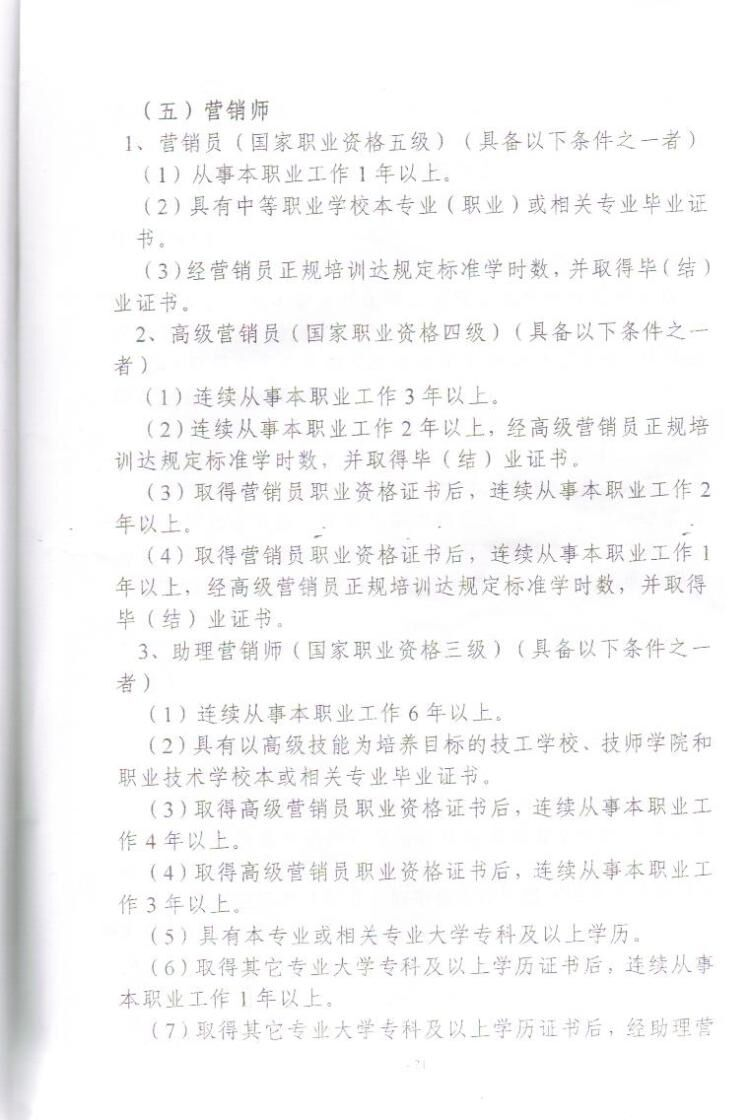 （五）营销师
1、营销员（国家职业资格五级）（具备以下条件之一者）
（1）从事本职业工作1年以上。
（2）具有中等职业学校本专业（职业）或相关专业毕业证
书。
（3）经营销员正规培训达规定标准学时数，并取得毕（结）
业证书。
2、高级营销员（国家职业资格四级）（具备以下条件之一
者）
（1）连续从事本职业工作3年以上。
（2）连续从事本职业工作2年以上，经高级营销员正规培
训达规定标准学时数，并取得毕（结）业证书。
（3）取得营销员职业资格证书后，连续从事本职业工作2
年以上。
（4）取得营销员职业资格证书后，连续从事本职业工作1
年以上，经高级营销员正规培训达规定标准学时数，并取得
毕（结）业证书。
3、助理营销师（国家职业资格三级）（具备以下条件之一
者）
（1）连续从事本职业工作6年以上。
（2）具有以高级技能为培养目标的技工学校、技师学院和
职业技术学校本或相关专业毕业证书。
（3）取得高级营销员职业资格证书后，连续从事本职业工
作4年以上。
（4）取得高级营销员职业资格证书后，连续从事本职业工
作3年以上。
（5）具有本专业或相关专业大学专科及以上学历。
（6）取得其它专业大学专科及以上学历证书后，连续从事
本职业工作1年以上。
（7）取得其它专业大学专科及以上学历证书后，经助理营
- 21